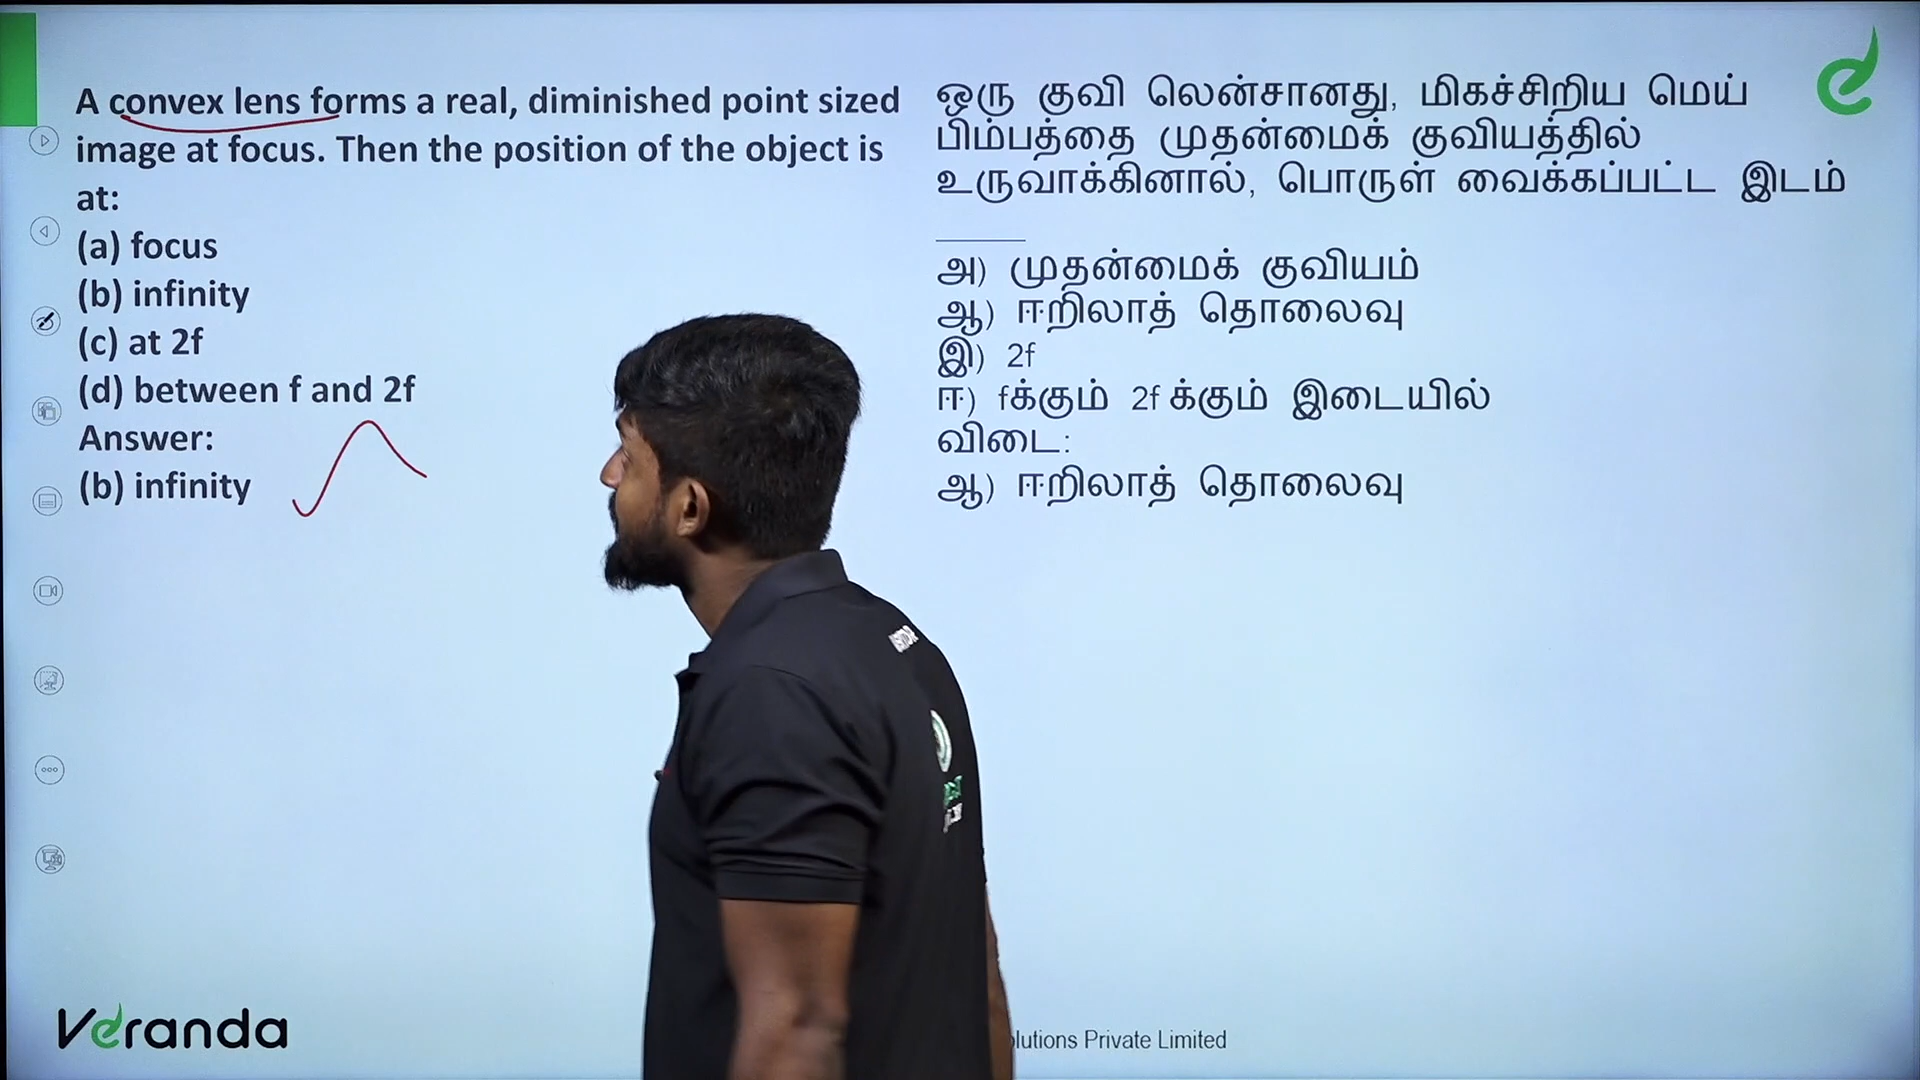 A convex lens forms a real, diminished point sized
image at focus. Then the position of the object is
at:
(a) focus
(b) infinity
(c) at 2f
(d) between f and 2f
Answer:
(b) infinity
ஒரு குவி லென்சானது, மிகச்சிறிய மெய்
பிம்பத்தை முதன்மைக் குவியத்தில்
உருவாக்கினால், பொருள் வைக்கப்பட்ட இடம்
______
அ) முதன்மைக் குவியம்
ஆ) ஈறிலாத் தொலைவு
இ) 2f
ஈ) fக்கும் 2f க்கும் இடையில்
விடை:
ஆ) ஈறிலாத் தொலைவு
Veranda
Private Limited